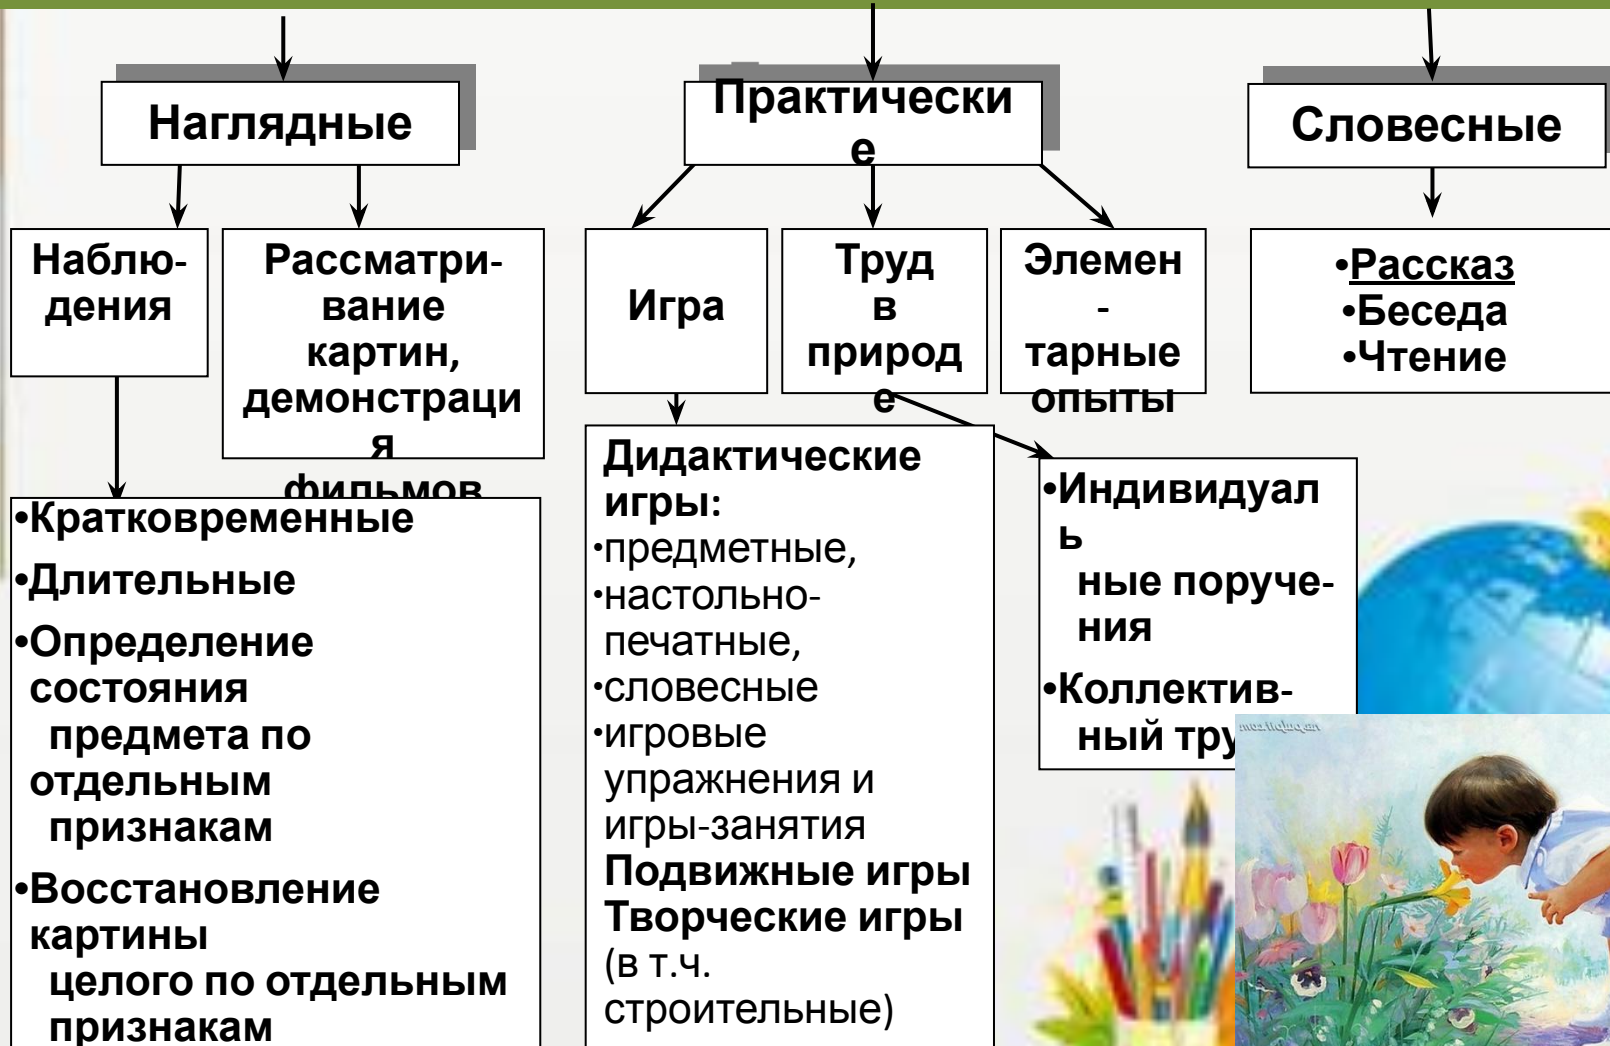 Наглядные
Практически
е
Словесные
Наблю-
дения
Рассматри-
вание
картин,
демонстраци
я
фильмов
Игра
Труд
в
природ
е
Элемен
-
тарные
опыты
•Рассказ
•Беседа
•Чтение
•Кратковременные
•Длительные
•Определение
состояния
предмета по
отдельным
признакам
•Восстановление
картины
целого по отдельным
признакам
Дидактические
игры:
•предметные,
•настольно-
печатные,
•словесные
•игровые
упражнения и
игры-занятия
Подвижные игры
Творческие игры
(в т.ч.
строительные)
•Индивидуал
ь
ные поруче-
ния
•Коллектив-
ный тру